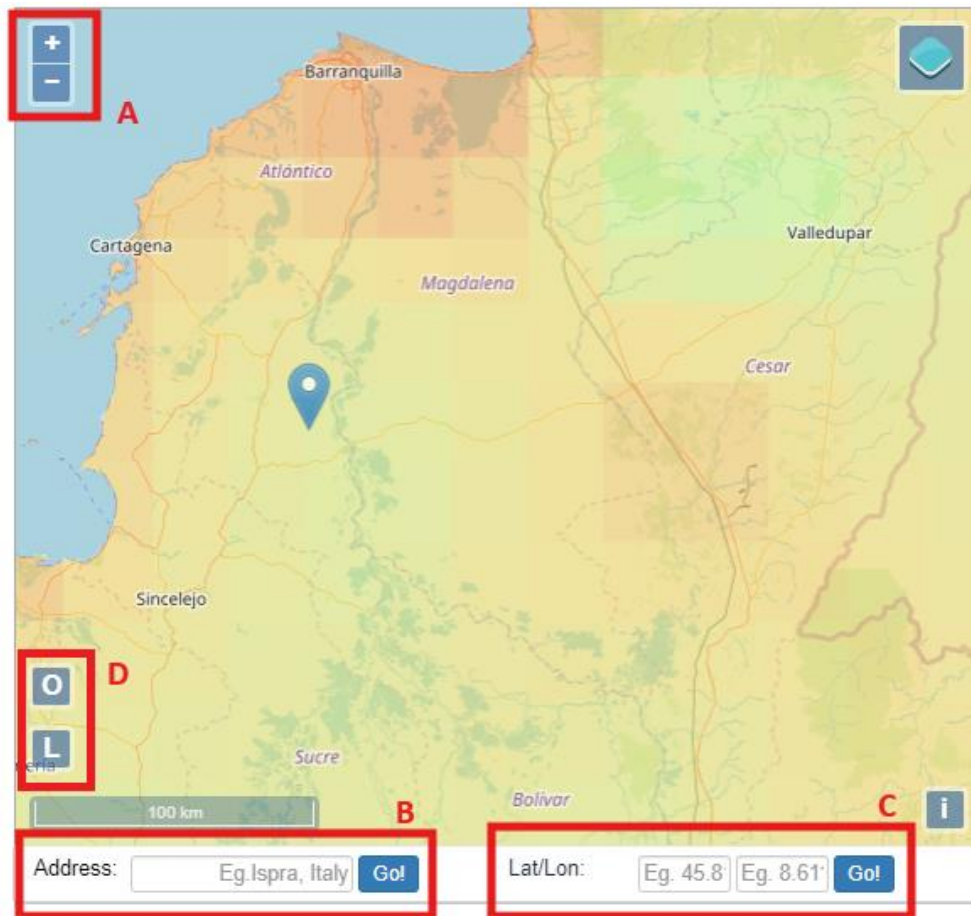 +
−
A
Barranquilla
Atlántico
Cartagena
Valledupar
Magdalena
Cesar
Sincelejo
D
O
L
ería
Sucre
Bolívar
100 km
B
C
i
Address: Eg.Ispra, Italy Go!
Lat/Lon: Eg. 45.8 Eg. 8.61 Go!